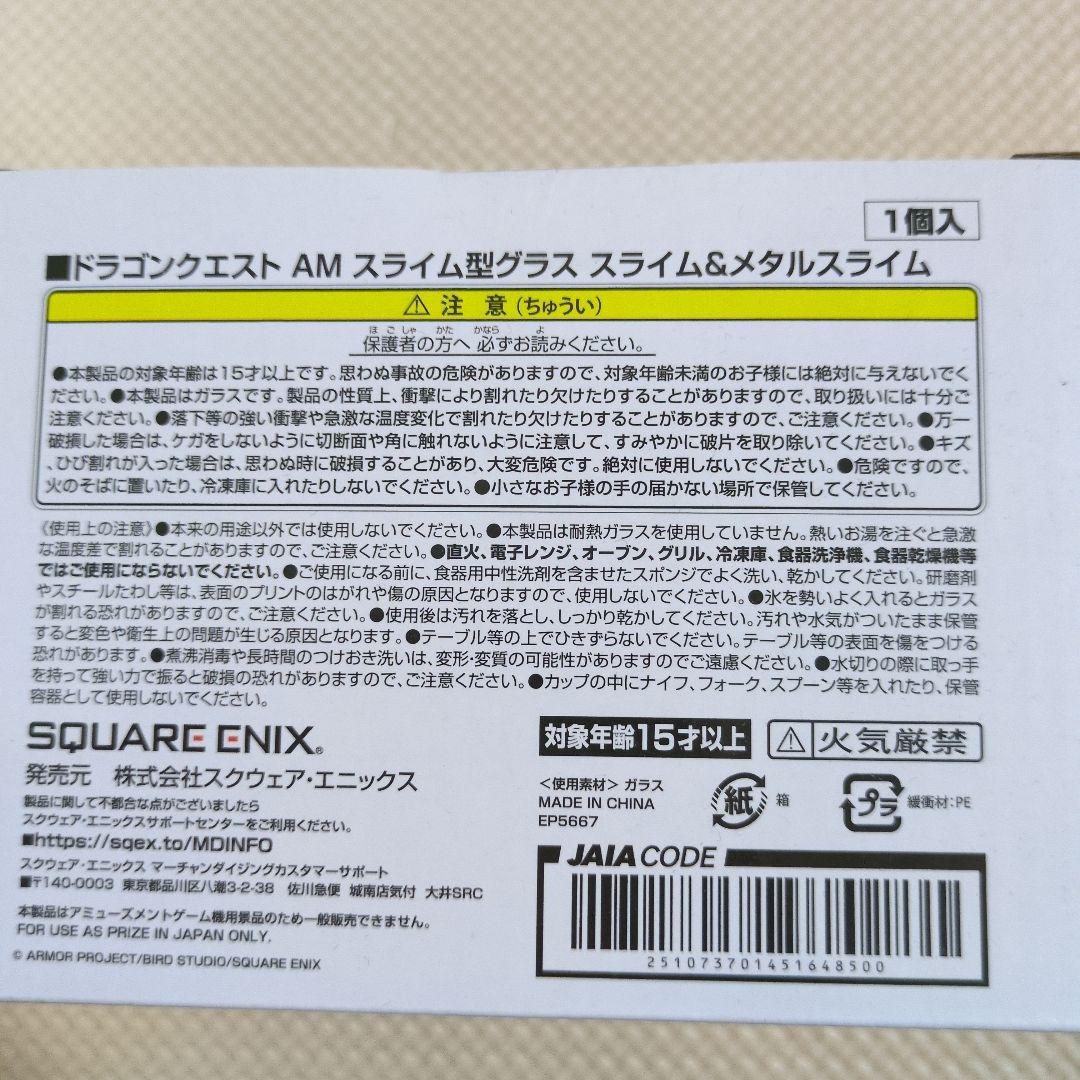 1個入
■ドラゴンクエスト AM スライム型グラス スライム&メタルスライム
⚠ 注 意 (ちゅうい)
ほごしゃ かた かなら よ
保護者の方へ 必ずお読みください。
●本製品の対象年齢は15才以上です。思わぬ事故の危険がありますので、対象年齢未満のお子様には絶対に与えないでく
ださい。●本製品はガラスです。製品の性質上、衝撃により割れたり欠けたりすることがありますので、取り扱いには十分ご
注意ください。●落下等の強い衝撃や急激な温度変化で割れたり欠けたりすることがありますので、ご注意ください。●万一
破損した場合は、ケガをしないように切断面や角に触れないように注意して、すみやかに破片を取り除いてください。●キズ
、ひび割れが入った場合は、思わぬ時に破損することがあり、大変危険です。絶対に使用しないでください。●危険ですので、
火のそばに置いたり、冷凍庫に入れたりしないでください。●小さなお子様の手の届かない場所で保管してください。
《使用上の注意》●本来の用途以外では使用しないでください。●本製品は耐熱ガラスを使用していません。熱いお湯を注ぐと急激
な温度差で割れることがありますので、ご注意ください。●直火、電子レンジ、オーブン、グリル、冷凍庫、食器洗浄機、食器乾燥機等
ではご使用にならないでください。●ご使用になる前に、食器用中性洗剤を含ませたスポンジでよく洗い、乾かしてください。研磨剤
やスチールたわし等は、表面のプリントのはがれや傷の原因となりますので、使用しないでください。●氷を勢いよく入れるとガラス
が割れる恐れがありますので、ご注意ください。●使用後は汚れを落とし、しっかり乾かしてください。汚れや水気がついたまま保管
すると変色や衛生上の問題が生じる原因となります。●テーブル等の上でひきずらないでください。テーブル等の表面を傷をつける
恐れがあります。●煮沸消毒や長時間のつけおき洗いは、変形・変質の可能性がありますのでご遠慮ください。●水切りの際に取っ手
を持って強い力で振ると破損の恐れがありますので、ご注意ください。●カップの中にナイフ、フォーク、スプーン等を入れたり、保管
容器として使用しないでください。
SQUARE ENIX®
発売元 株式会社スクウェア・エニックス
製品に関して不都合な点がございましたら
スクウェア・エニックスサポートセンターをご利用ください。
■https://sqex.to/MDINFO
スクウェア・エニックス マーチャンダイジングカスタマーサポート
■〒140-0003 東京都品川区八潮3-2-38 佐川急便 城南店気付 大井SRC
本製品はアミューズメントゲーム機用景品のため一般販売できません。
FOR USE AS PRIZE IN JAPAN ONLY.
© ARMOR PROJECT/BIRD STUDIO/SQUARE ENIX
対象年齢15才以上
⚠ 火気厳禁
<使用素材> ガラス
MADE IN CHINA
EP5667
紙 箱
プラ 緩衝材:PE
JAIA CODE
251073701451648500